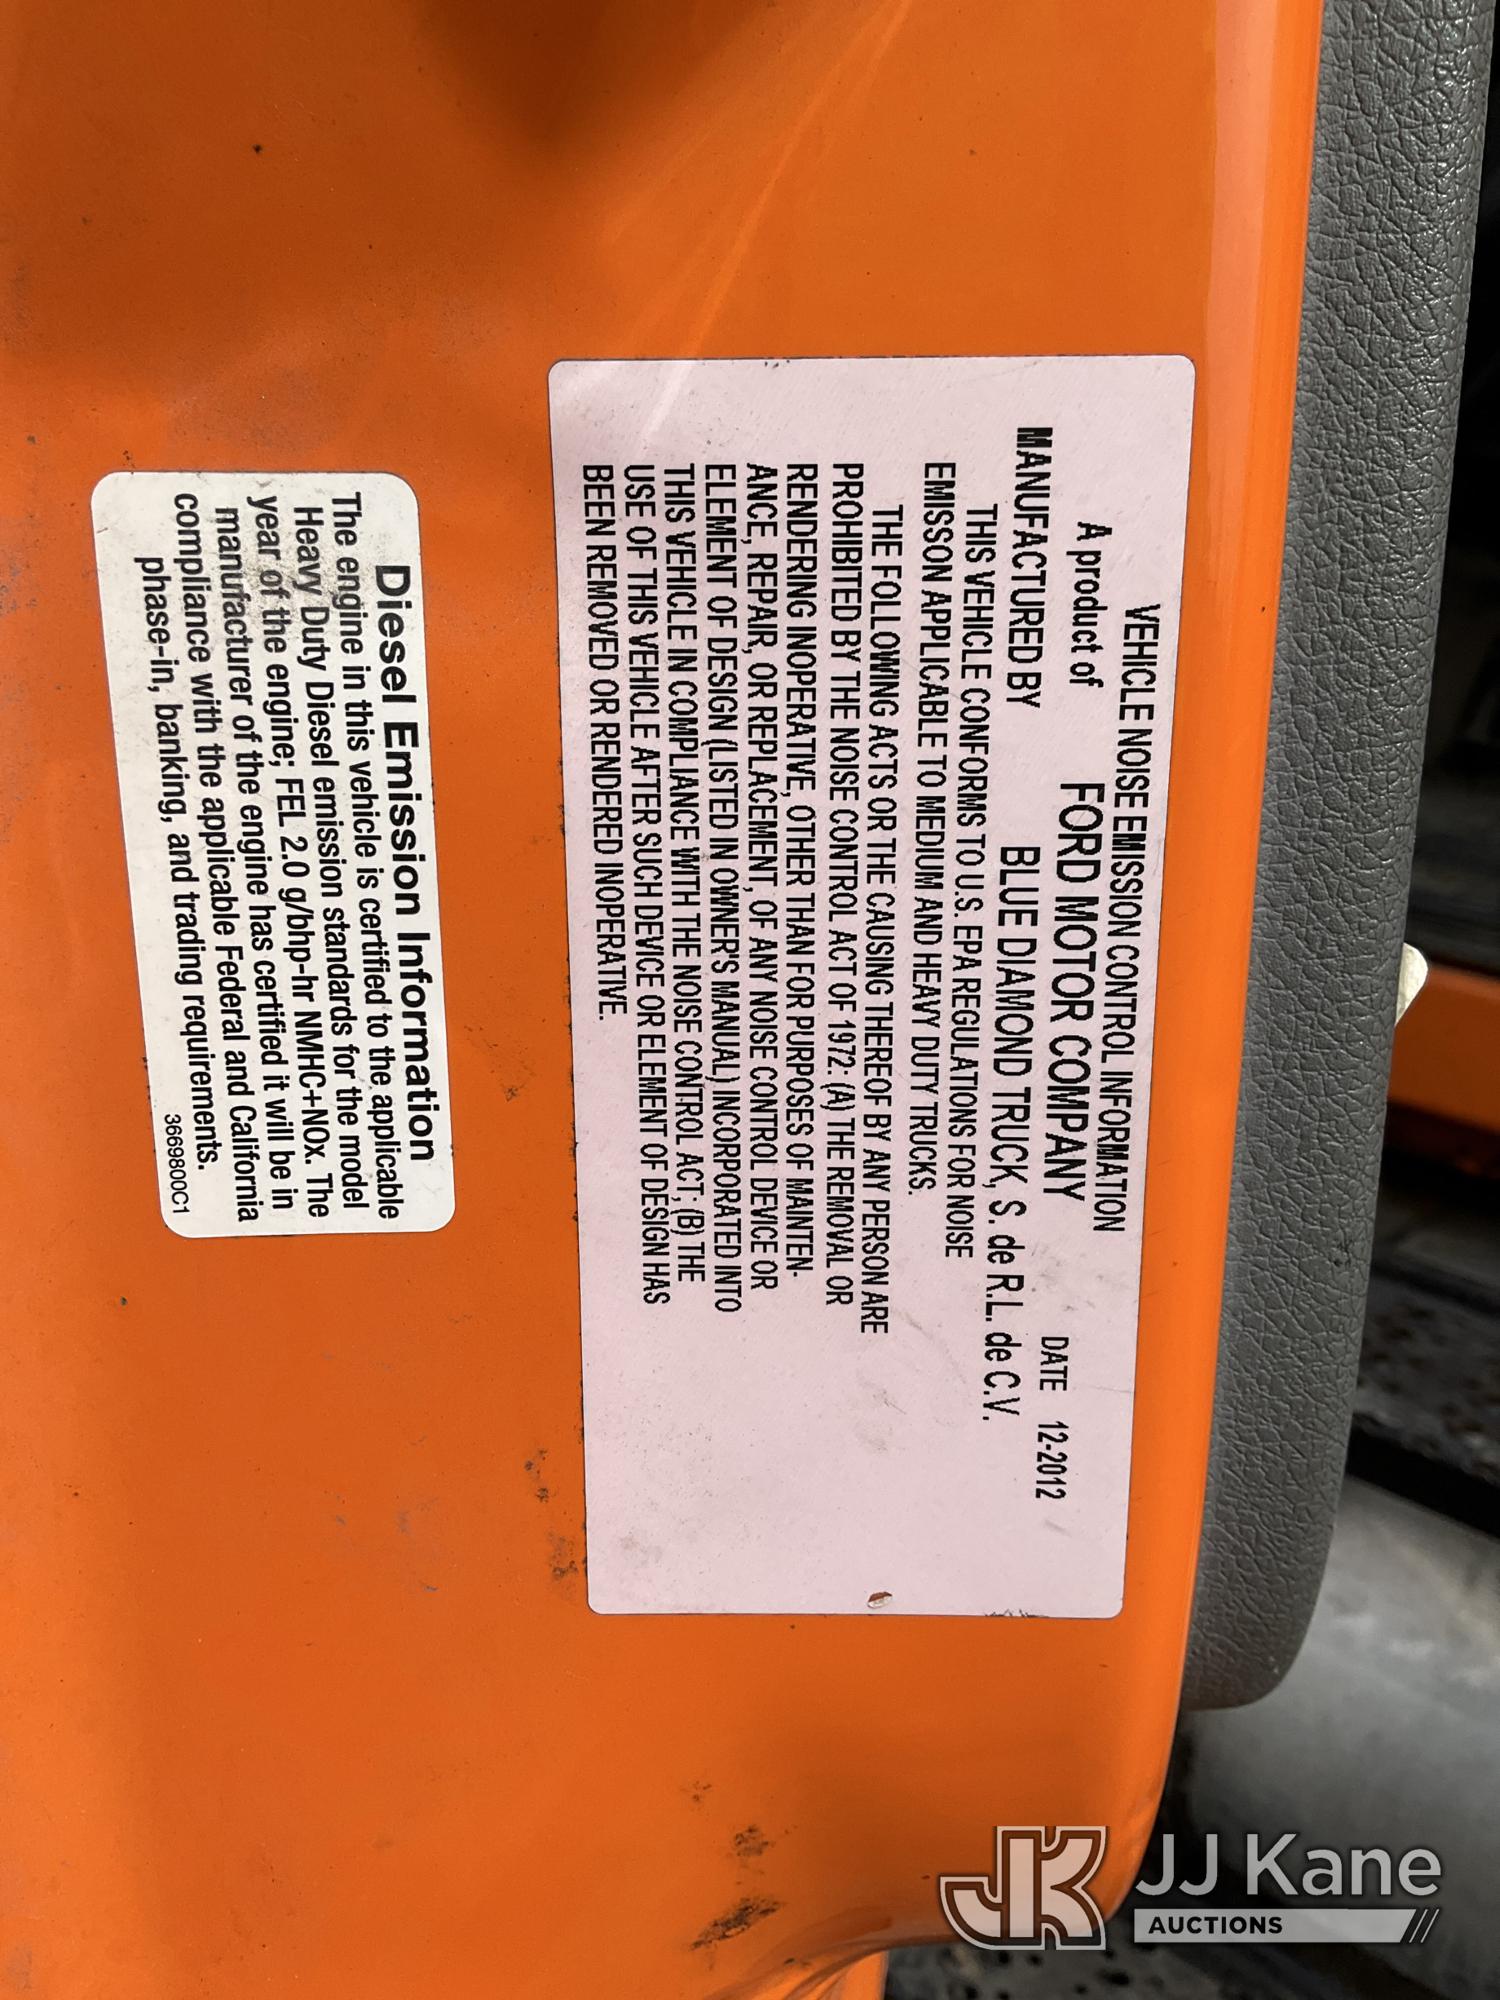 VEHICLE NOISE EMISSION CONTROL INFORMATION
A product of FORD MOTOR COMPANY DATE 12-2012
MANUFACTURED BY BLUE DIAMOND TRUCK, S. de R.L. de C.V.
THIS VEHICLE CONFORMS TO U.S. EPA REGULATIONS FOR NOISE
EMISSON APPLICABLE TO MEDIUM AND HEAVY DUTY TRUCKS.
THE FOLLOWING ACTS OR THE CAUSING THEREOF BY ANY PERSON ARE
PROHIBITED BY THE NOISE CONTROL ACT OF 1972: (A) THE REMOVAL OR
RENDERING INOPERATIVE, OTHER THAN FOR PURPOSES OF MAINTEN-
ANCE, REPAIR, OR REPLACEMENT, OF ANY NOISE CONTROL DEVICE OR
ELEMENT OF DESIGN (LISTED IN OWNER'S MANUAL) INCORPORATED INTO
THIS VEHICLE IN COMPLIANCE WITH THE NOISE CONTROL ACT; (B) THE
USE OF THIS VEHICLE AFTER SUCH DEVICE OR ELEMENT OF DESIGN HAS
BEEN REMOVED OR RENDERED INOPERATIVE.
Diesel Emission Information
The engine in this vehicle is certified to the applicable
Heavy Duty Diesel emission standards for the model
year of the engine; FEL 2.0 g/bhp-hr NMHC+NOx. The
manufacturer of the engine has certified it will be in
compliance with the applicable Federal and California
phase-in, banking, and trading requirements.
3669800C1
JK JJ Kane
AUCTIONS